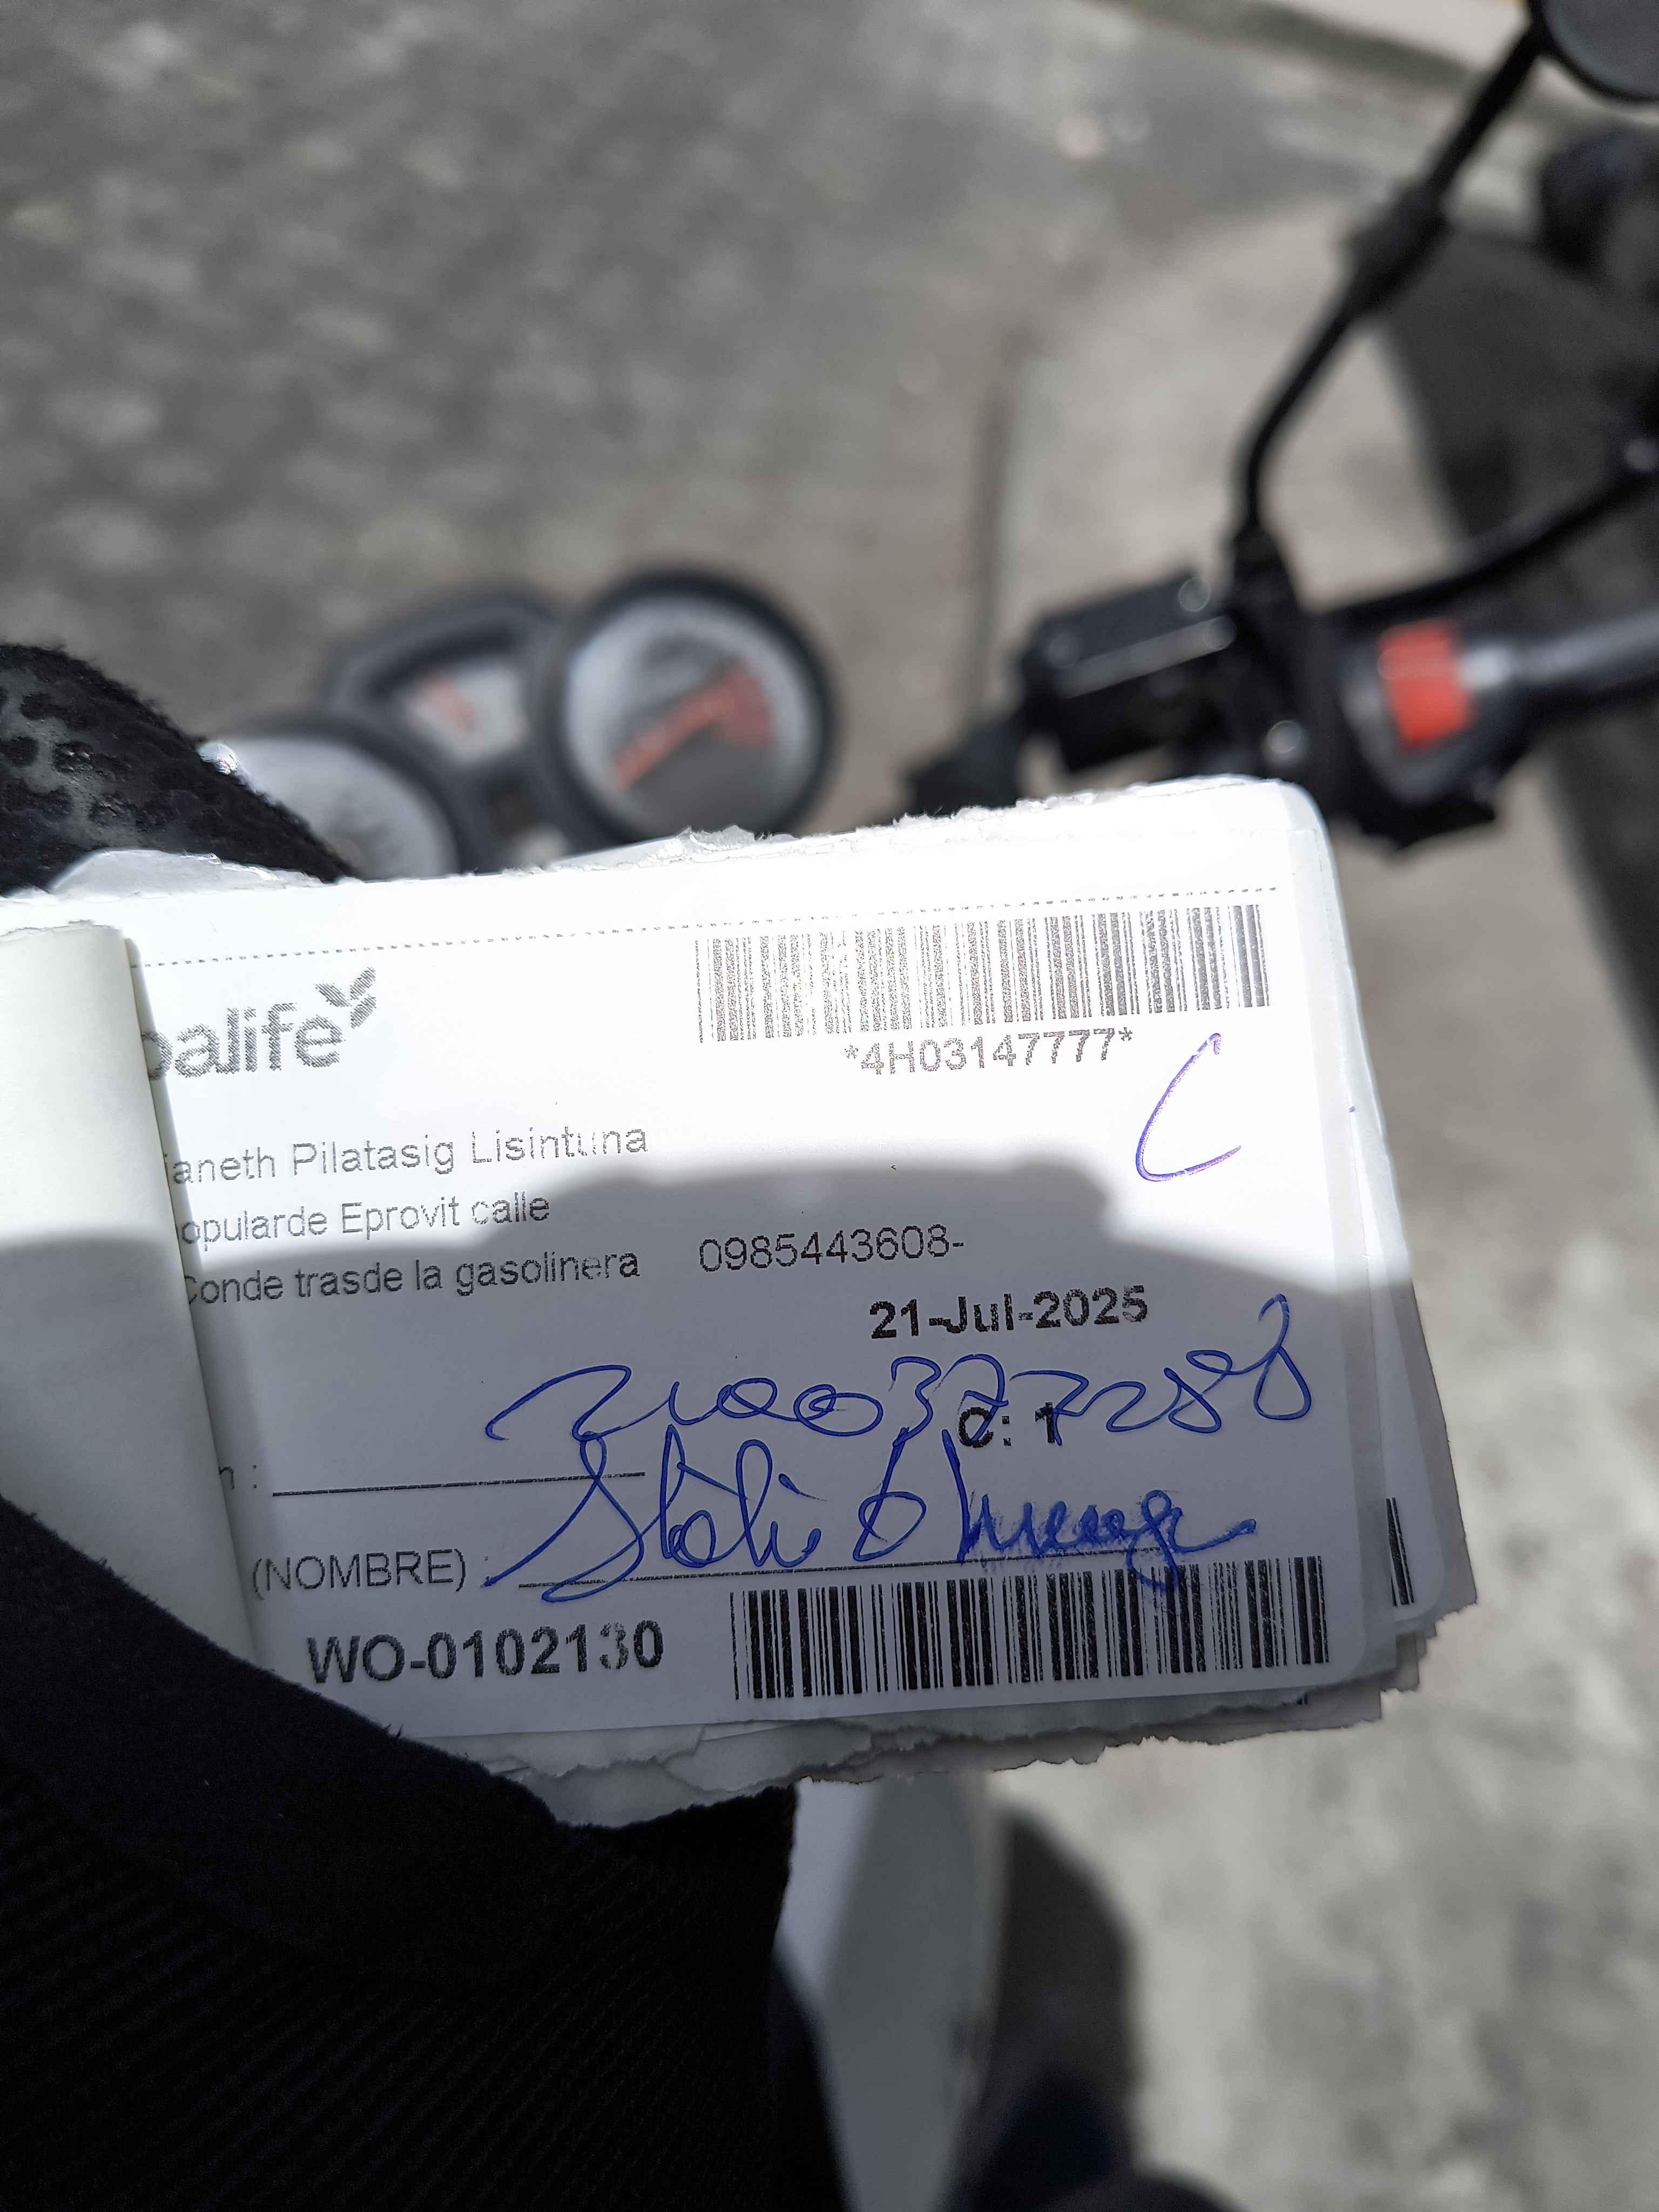 balife
*4H03147777*
C
aneth Pilatasig Lisintuna
opularde Eprovit calle
Conde trasde la gasolinera 0985443608-
21-Jul-2025
C: 1
n :
(NOMBRE) :
WO-0102130